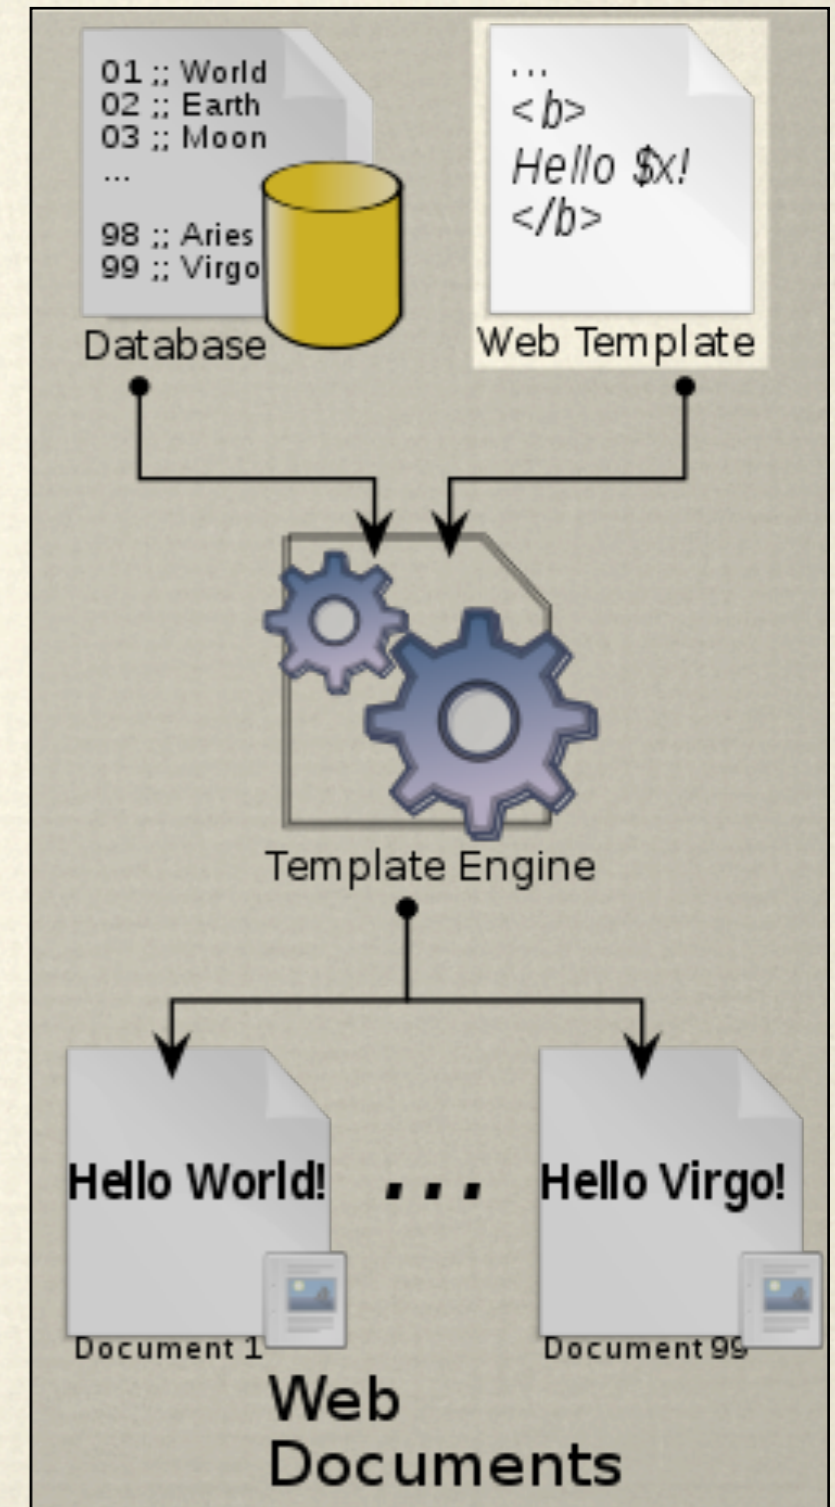 01 ;; World
02 ;; Earth
03 ;; Moon
...
98 ;; Aries
99 ;; Virgo
Database
...
<b>
Hello $x!
</b>
Web Template
Template Engine
Hello World!
...
Hello Virgo!
Document 1
Document 99
Web
Documents